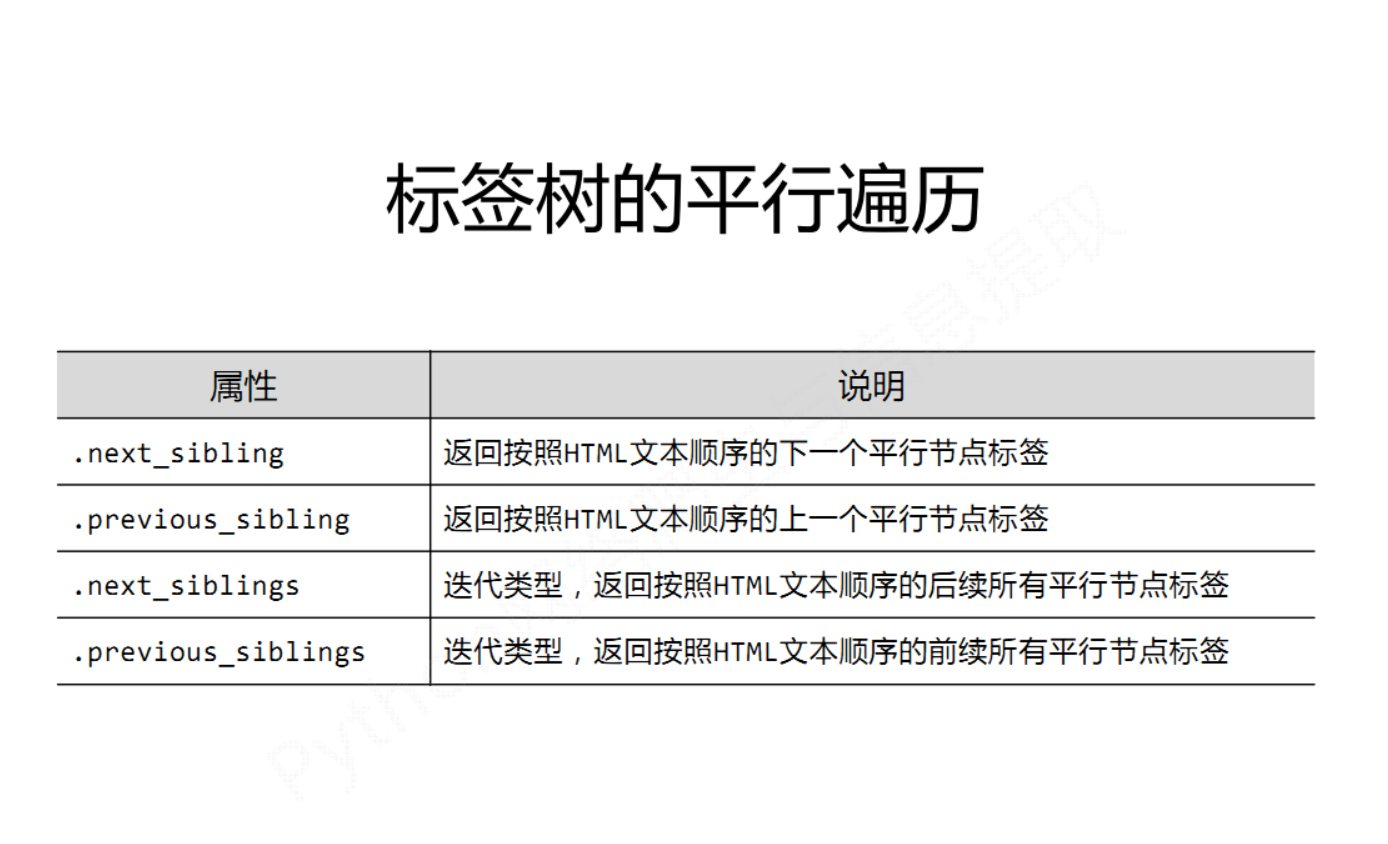 标签树的平行遍历
属性 说明
.next_sibling 返回按照HTML文本顺序的下一个平行节点标签
.previous_sibling 返回按照HTML文本顺序的上一个平行节点标签
.next_siblings 迭代类型，返回按照HTML文本顺序的后续所有平行节点标签
.previous_siblings 迭代类型，返回按照HTML文本顺序的前续所有平行节点标签